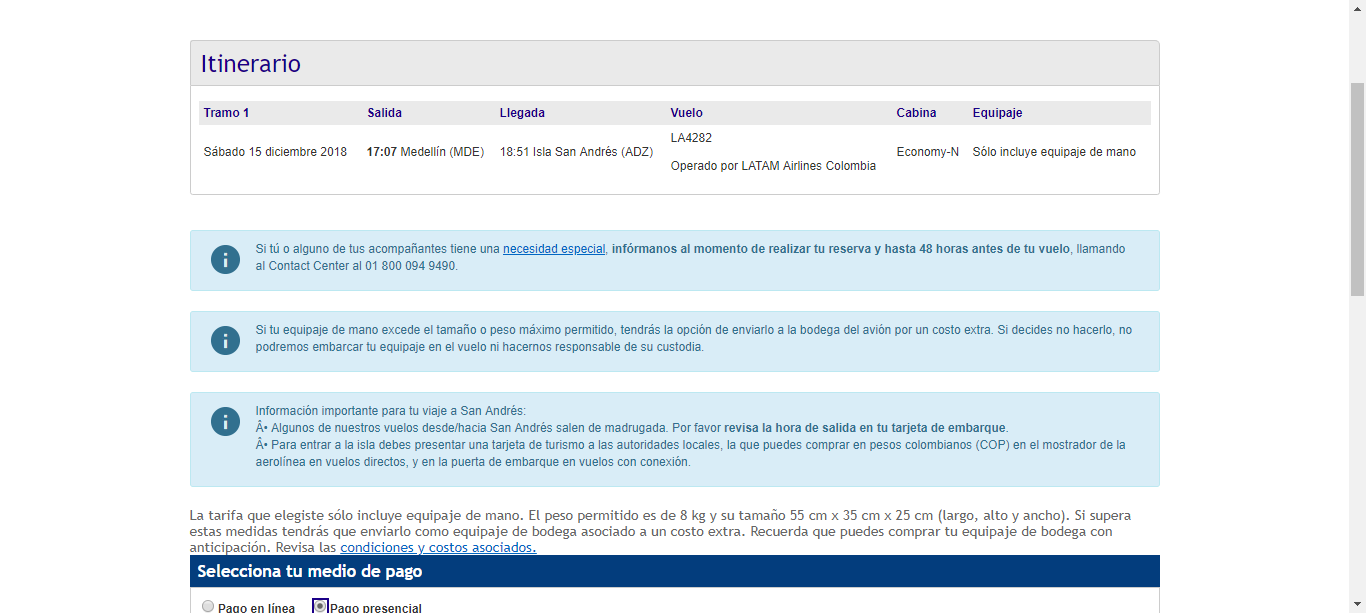 Itinerario
Tramo 1 Salida Llegada Vuelo Cabina Equipaje
LA4282
Sábado 15 diciembre 2018 17:07 Medellín (MDE) 18:51 Isla San Andrés (ADZ) Economy-N Sólo incluye equipaje de mano
Operado por LATAM Airlines Colombia
Si tú o alguno de tus acompañantes tiene una necesidad especial, infórmanos al momento de realizar tu reserva y hasta 48 horas antes de tu vuelo, llamando
al Contact Center al 01 800 094 9490.
Si tu equipaje de mano excede el tamaño o peso máximo permitido, tendrás la opción de enviarlo a la bodega del avión por un costo extra. Si decides no hacerlo, no
podremos embarcar tu equipaje en el vuelo ni hacernos responsable de su custodia.
Información importante para tu viaje a San Andrés:
Â• Algunos de nuestros vuelos desde/hacia San Andrés salen de madrugada. Por favor revisa la hora de salida en tu tarjeta de embarque.
Â• Para entrar a la isla debes presentar una tarjeta de turismo a las autoridades locales, la que puedes comprar en pesos colombianos (COP) en el mostrador de la
aerolínea en vuelos directos, y en la puerta de embarque en vuelos con conexión.
La tarifa que elegiste sólo incluye equipaje de mano. El peso permitido es de 8 kg y su tamaño 55 cm x 35 cm x 25 cm (largo, alto y ancho). Si supera
estas medidas tendrás que enviarlo como equipaje de bodega asociado a un costo extra. Recuerda que puedes comprar tu equipaje de bodega con
anticipación. Revisa las condiciones y costos asociados.
Selecciona tu medio de pago
Pago en línea Pago presencial